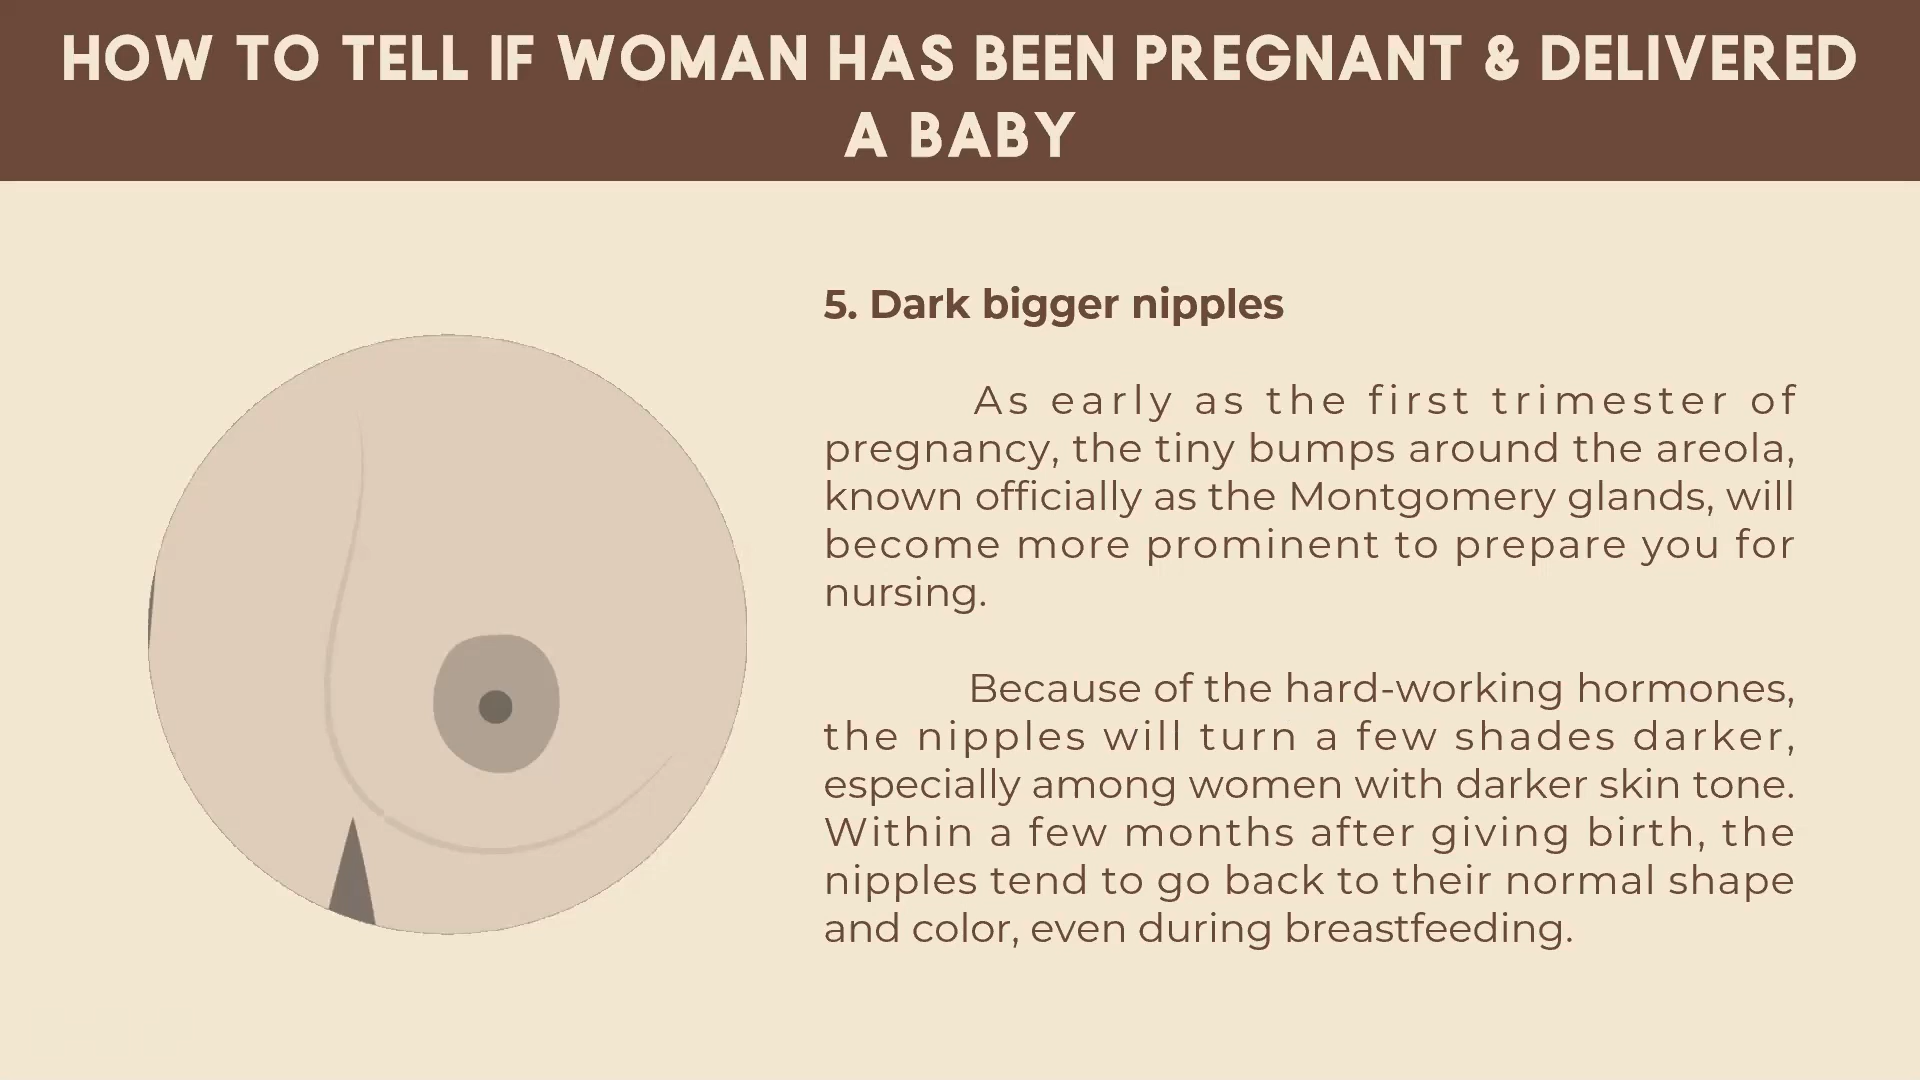 HOW TO TELL IF WOMAN HAS BEEN PREGNANT & DELIVERED
A BABY
5. Dark bigger nipples
As early as the first trimester of
pregnancy, the tiny bumps around the areola,
known officially as the Montgomery glands, will
become more prominent to prepare you for
nursing.
Because of the hard-working hormones,
the nipples will turn a few shades darker,
especially among women with darker skin tone.
Within a few months after giving birth, the
nipples tend to go back to their normal shape
and color, even during breastfeeding.